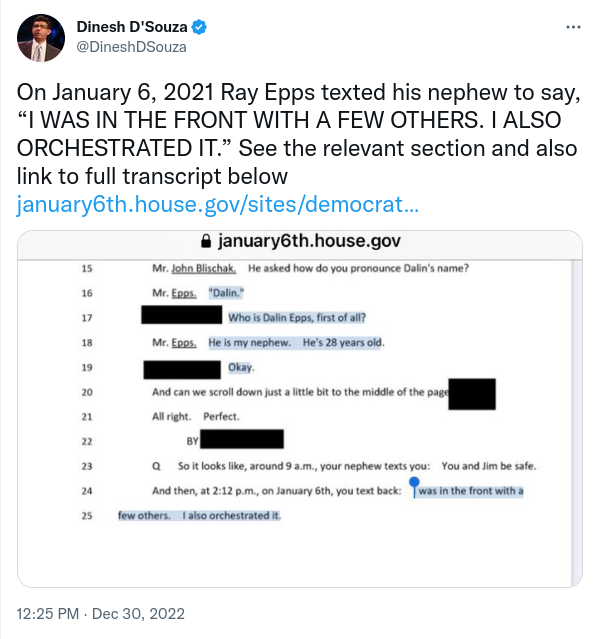 Dinesh D'Souza
@DineshDSouza
On January 6, 2021 Ray Epps texted his nephew to say,
“I WAS IN THE FRONT WITH A FEW OTHERS. I ALSO
ORCHESTRATED IT.” See the relevant section and also
link to full transcript below
january6th.house.gov/sites/democrat...
january6th.house.gov
15 Mr. John Blischak. He asked how do you pronounce Dalin's name?
16 Mr. Epps. "Dalin."
17 Who is Dalin Epps, first of all?
18 Mr. Epps. He is my nephew. He's 28 years old.
19 Okay.
20 And can we scroll down just a little bit to the middle of the page
21 All right. Perfect.
22 BY
23 Q So it looks like, around 9 a.m., your nephew texts you: You and Jim be safe.
24 And then, at 2:12 p.m., on January 6th, you text back: I was in the front with a
25 few others. I also orchestrated it.
12:25 PM · Dec 30, 2022